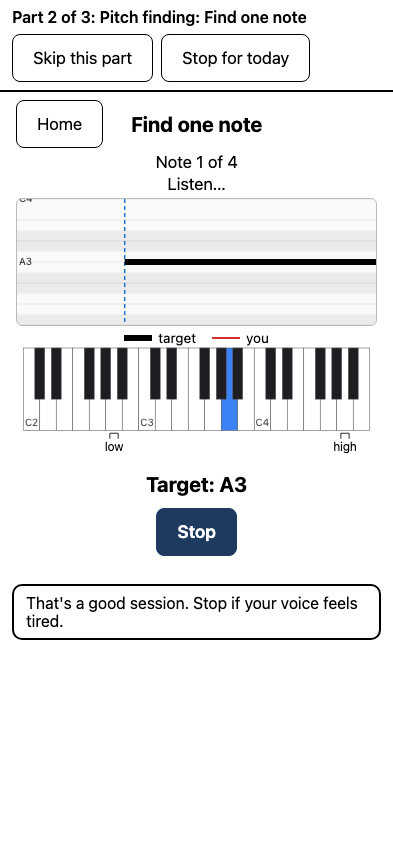 Part 2 of 3: Pitch finding: Find one note
Skip this part
Stop for today
Home
Find one note
Note 1 of 4
Listen...
C4
A3
target
you
C2
C3
C4
low
high
Target: A3
Stop
That's a good session. Stop if your voice feels
tired.